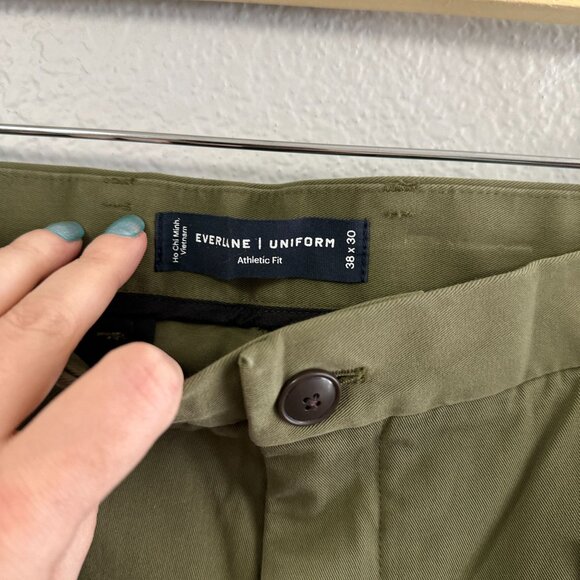 Ho Chi Minh,
Vietnam
EVERLANE | UNIFORM
Athletic Fit
38 x 30